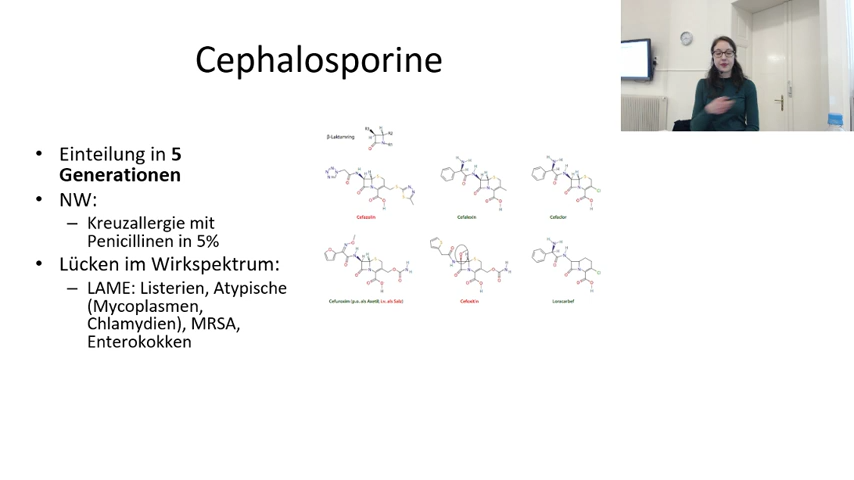 Cephalosporine
Einteilung in 5
Generationen
NW:
Kreuzallergie mit
Penicillinen in 5%
Lücken im Wirkspektrum:
LAME: Listerien, Atypische
(Mycoplasmen,
Chlamydien), MRSA,
Enterokokken
β-Laktamring
Cefazolin
Cefalexin
Cefaclor
Cefuroxim (p.o. als Axetil, i.v. als Salz)
Cefoxitin
Loracarbef